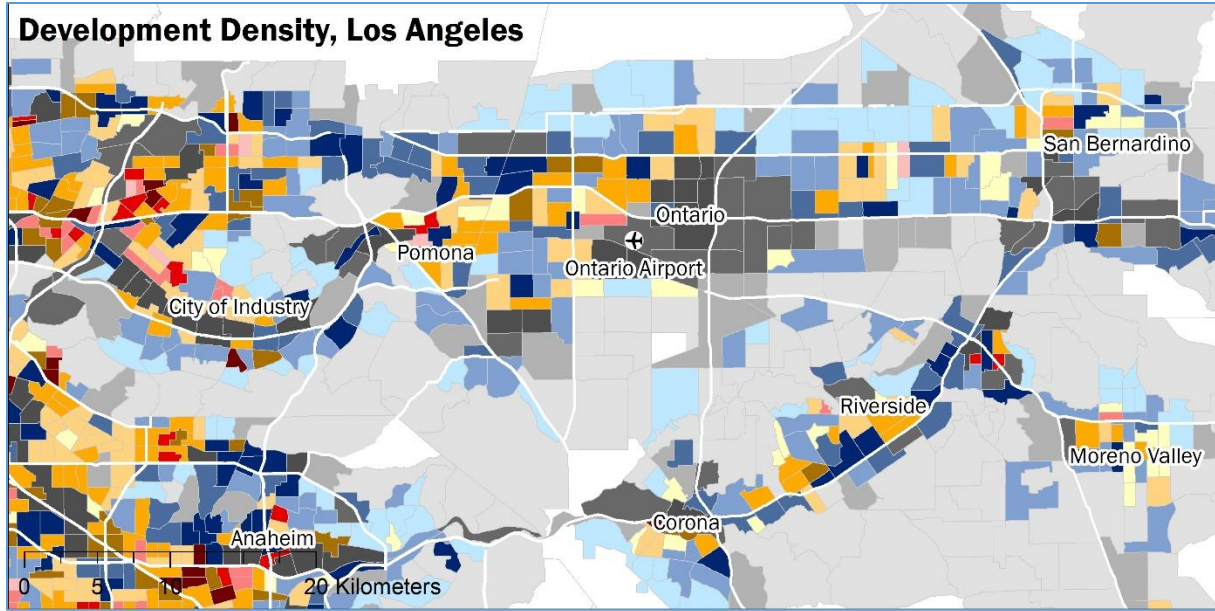 Development Density, Los Angeles
San Bernardino
Ontario
Pomona
Ontario Airport
City of Industry
Riverside
Moreno Valley
Corona
Anaheim
0 5 10 20 Kilometers